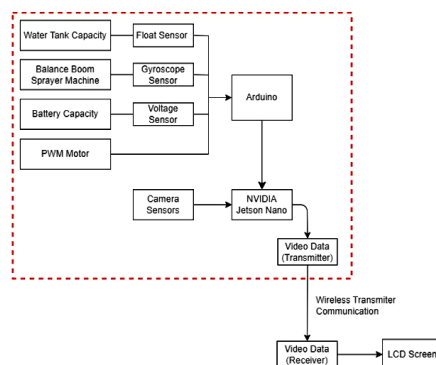 Water Tank Capacity
Float Sensor
Balance Boom
Sprayer Machine
Gyroscope
Sensor
Arduino
Battery Capacity
Voltage
Sensor
PWM Motor
Camera
Sensors
NVIDIA
Jetson Nano
Video Data
(Transmitter)
Wireless Transmiter
Communication
Video Data
(Receiver)
LCD Screen